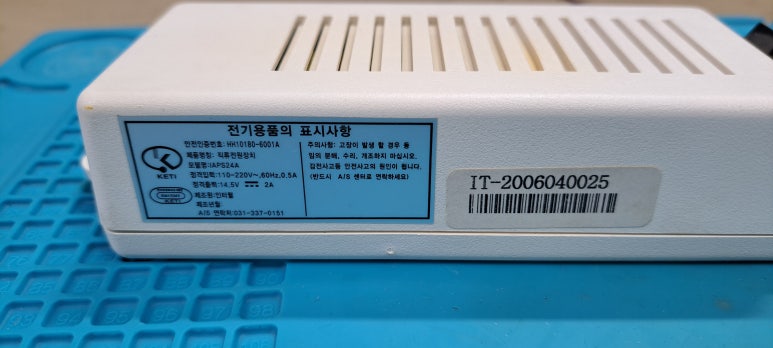 전기용품의 표시사항
안전인증번호: HH10180-6001A
제품명칭: 직류전원장치
모델명:IAPS24A
정격입력:110-220V~,60Hz,0.5A
정격출력:14.5V 2A
제조원:인터텔
제조년월:
A/S 연락처:031-337-0151
KETI
KETI
주의사항: 고장이 발생 할 경우 용
임의 분해, 수리, 개조하지 마십시오.
감전사고등 안전사고의 원인이 됩니다.
(반드시 A/S 센터로 연락하세요)
IT-2006040025